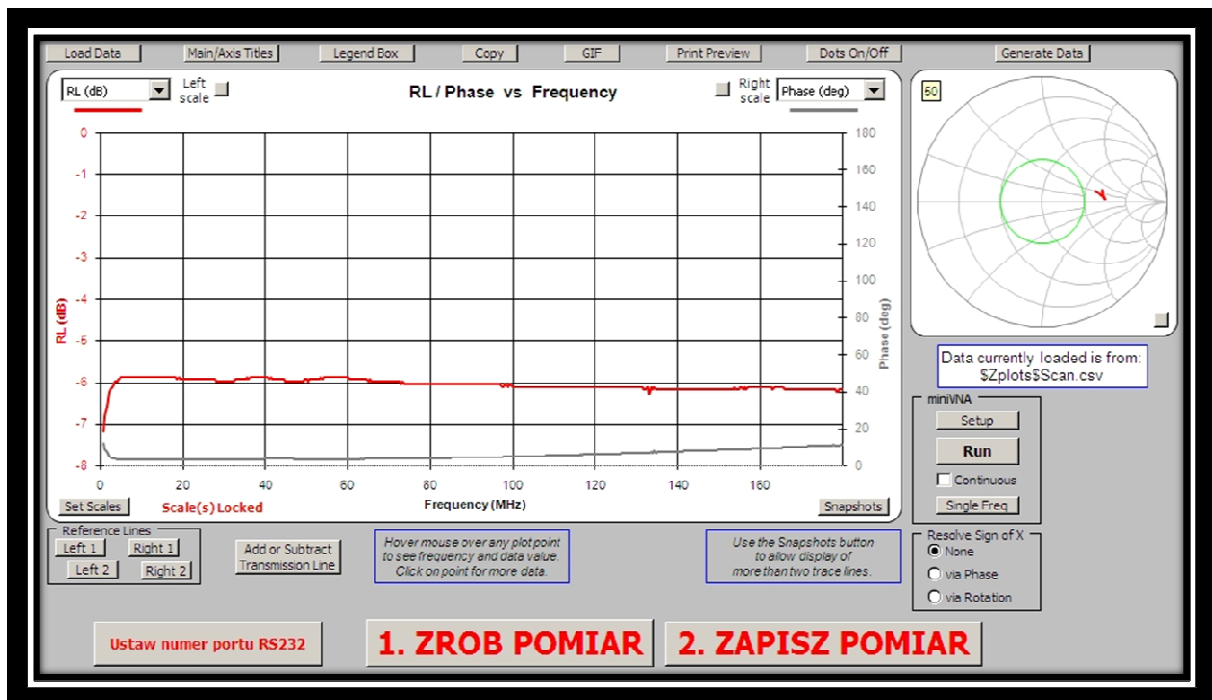 Load Data
Main/Axis Titles
Legend Box
Copy
GIF
Print Preview
Dots On/Off
Generate Data
RL (dB)
Left
scale
RL / Phase vs Frequency
Right
scale
Phase (deg)
50
0
-1
-2
-3
-4
-5
-6
-7
-8
RL (dB)
180
160
140
120
100
80
60
40
20
0
Phase (deg)
0
20
40
60
80
100
120
140
160
Frequency (MHz)
Set Scales
Scale(s) Locked
Snapshots
Data currently loaded is from:
$Zplots$Scan.csv
miniVNA
Setup
Run
Continuous
Single Freq
Reference Lines
Left 1
Right 1
Left 2
Right 2
Add or Subtract
Transmission Line
Hover mouse over any plot point
to see frequency and data value.
Click on point for more data.
Use the Snapshots button
to allow display of
more than two trace lines.
Resolve Sign of X
None
via Phase
via Rotation
Ustaw numer portu RS232
1. ZROB POMIAR
2. ZAPISZ POMIAR